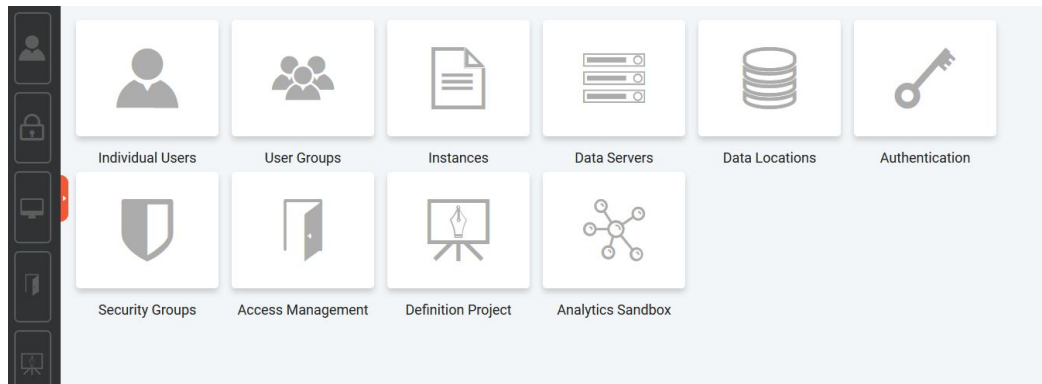 Individual Users
User Groups
Instances
Data Servers
Data Locations
Authentication
Security Groups
Access Management
Definition Project
Analytics Sandbox